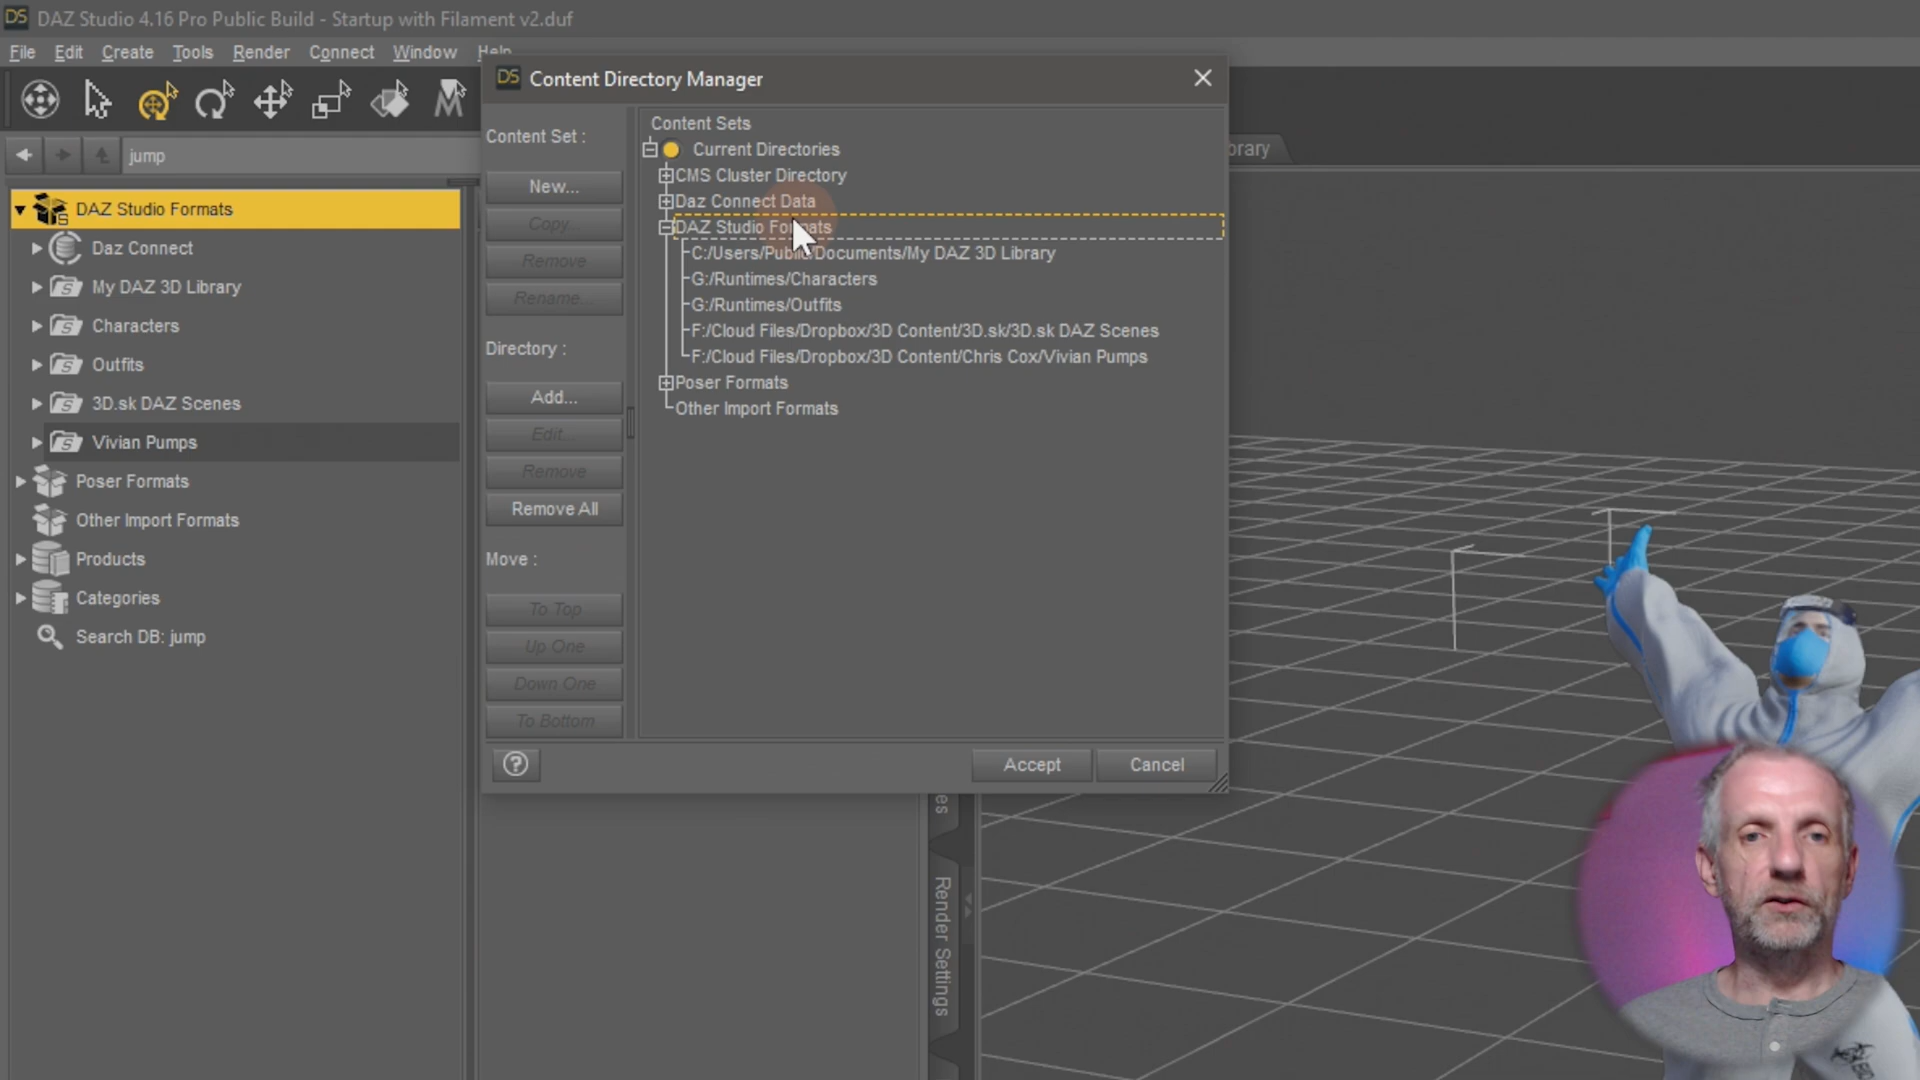 DS DAZ Studio 4.16 Pro Public Build - Startup with Filament v2.duf
File Edit Create Tools Render Connect Window Help
jump
DAZ Studio Formats
Daz Connect
My DAZ 3D Library
Characters
Outfits
3D.sk DAZ Scenes
Vivian Pumps
Poser Formats
Other Import Formats
Products
Categories
Search DB: jump
DS Content Directory Manager
Content Set :
New...
Copy...
Remove
Rename...
Directory :
Add...
Edit...
Remove
Remove All
Move :
To Top
Up One
Down One
To Bottom
Content Sets
Current Directories
CMS Cluster Directory
Daz Connect Data
DAZ Studio Formats
C:/Users/Public/Documents/My DAZ 3D Library
G:/Runtimes/Characters
G:/Runtimes/Outfits
F:/Cloud Files/Dropbox/3D Content/3D.sk/3D.sk DAZ Scenes
F:/Cloud Files/Dropbox/3D Content/Chris Cox/Vivian Pumps
Poser Formats
Other Import Formats
?
Accept
Cancel
brary
es
Render Settings